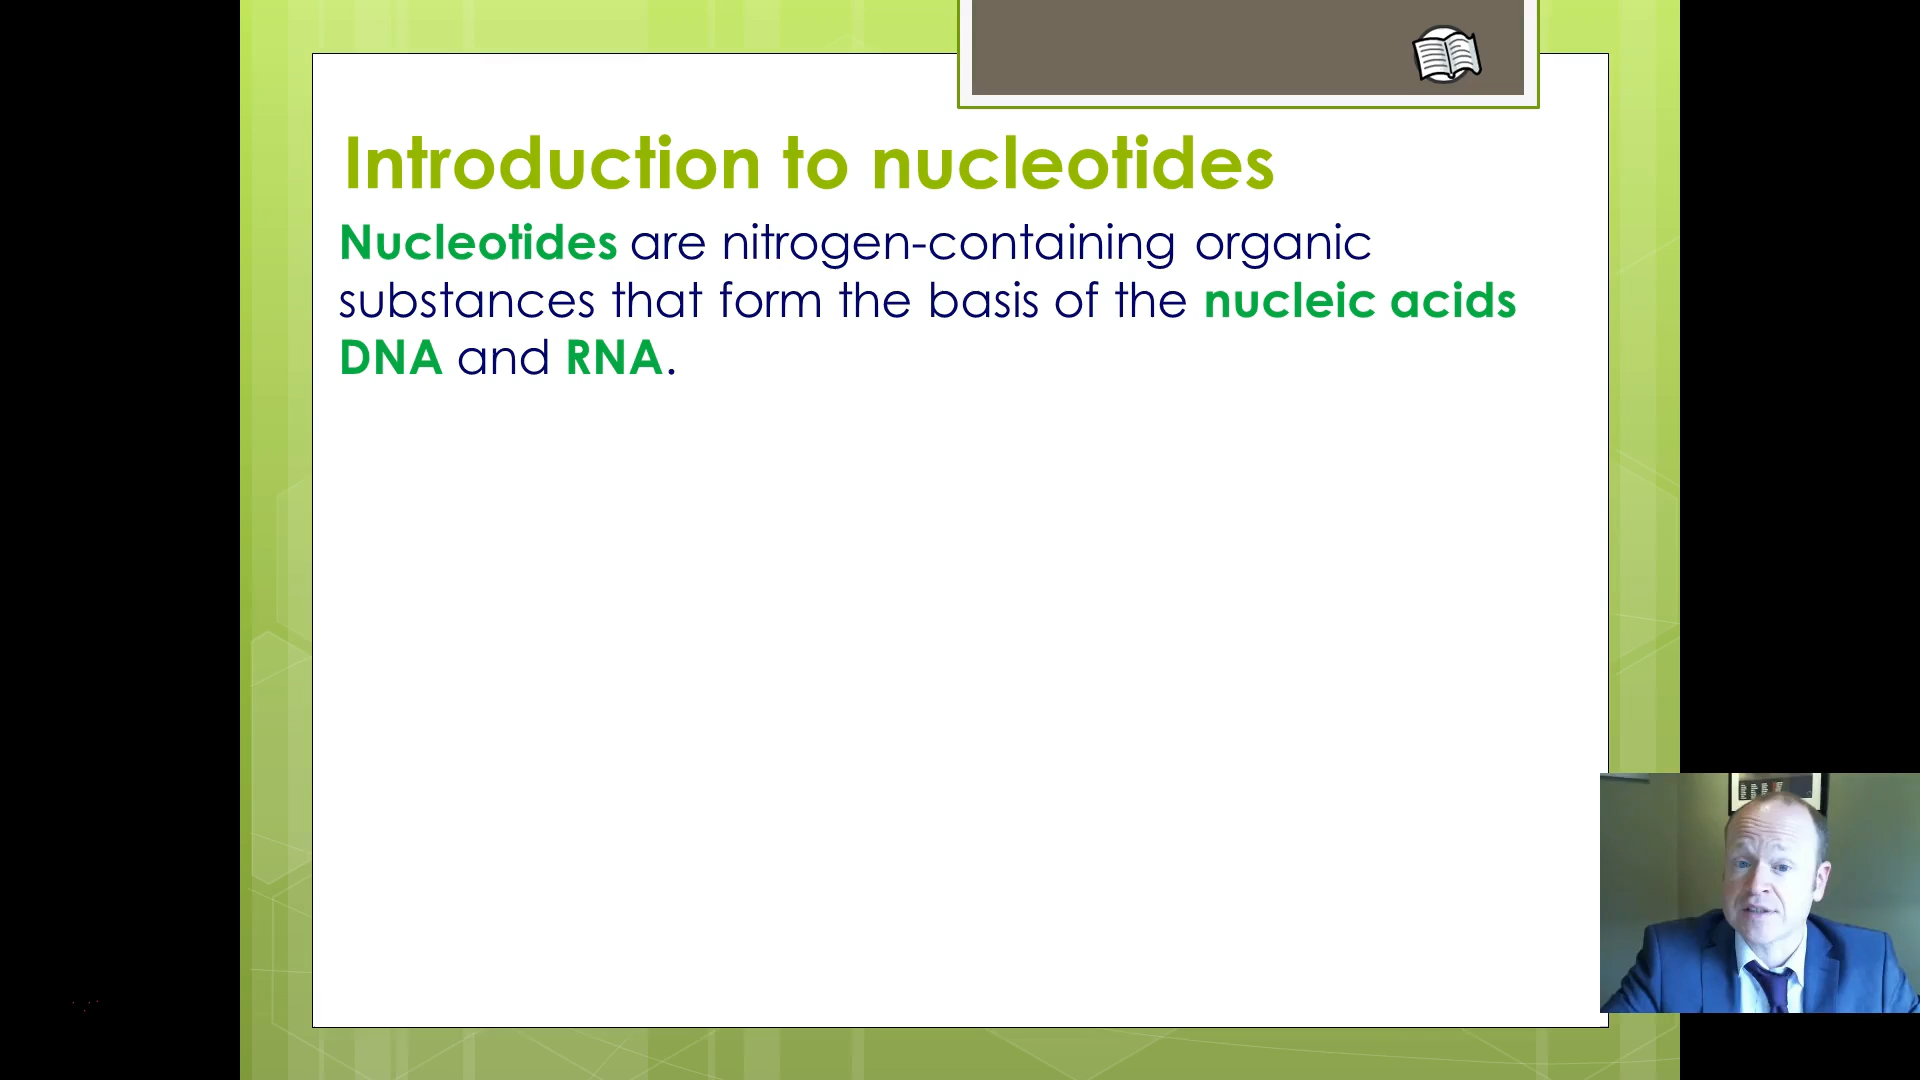 Introduction to nucleotides
Nucleotides are nitrogen-containing organic
substances that form the basis of the nucleic acids
DNA and RNA.